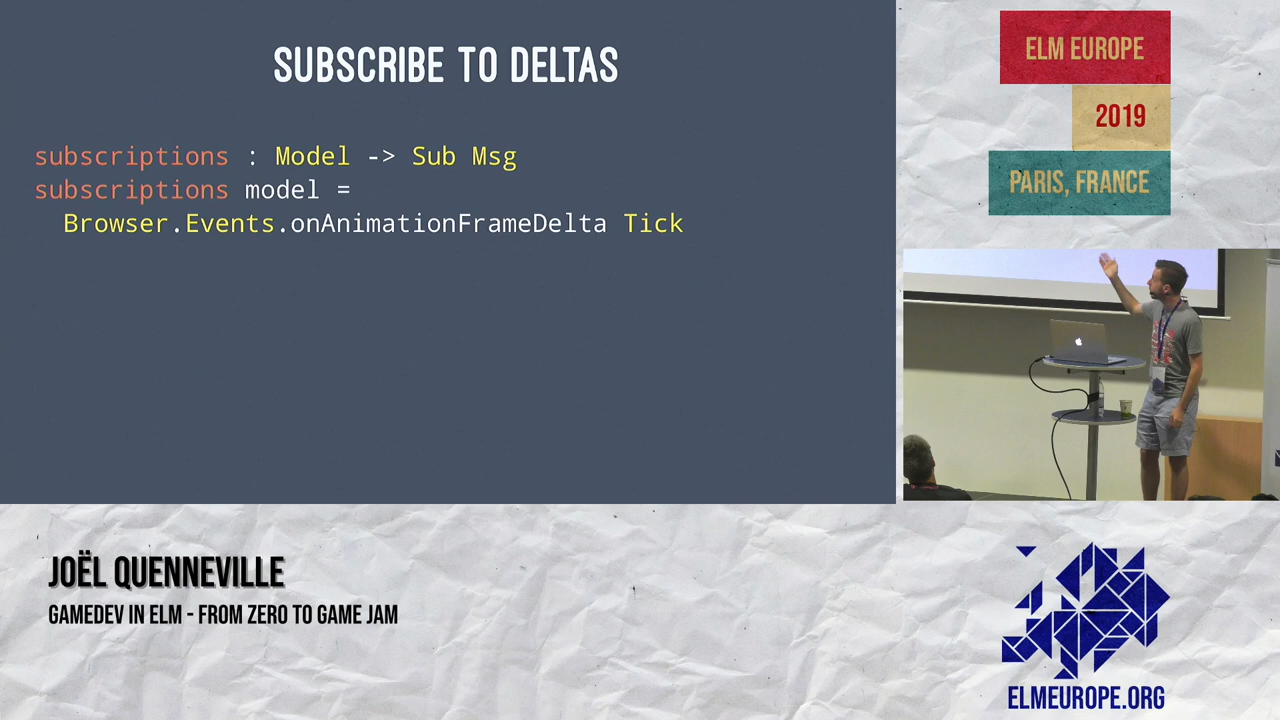 SUBSCRIBE TO DELTAS
subscriptions : Model -> Sub Msg
subscriptions model =
  Browser.Events.onAnimationFrameDelta Tick
ELM EUROPE
2019
PARIS, FRANCE
JOËL QUENNEVILLE
GAMEDEV IN ELM - FROM ZERO TO GAME JAM
ELMEUROPE.ORG